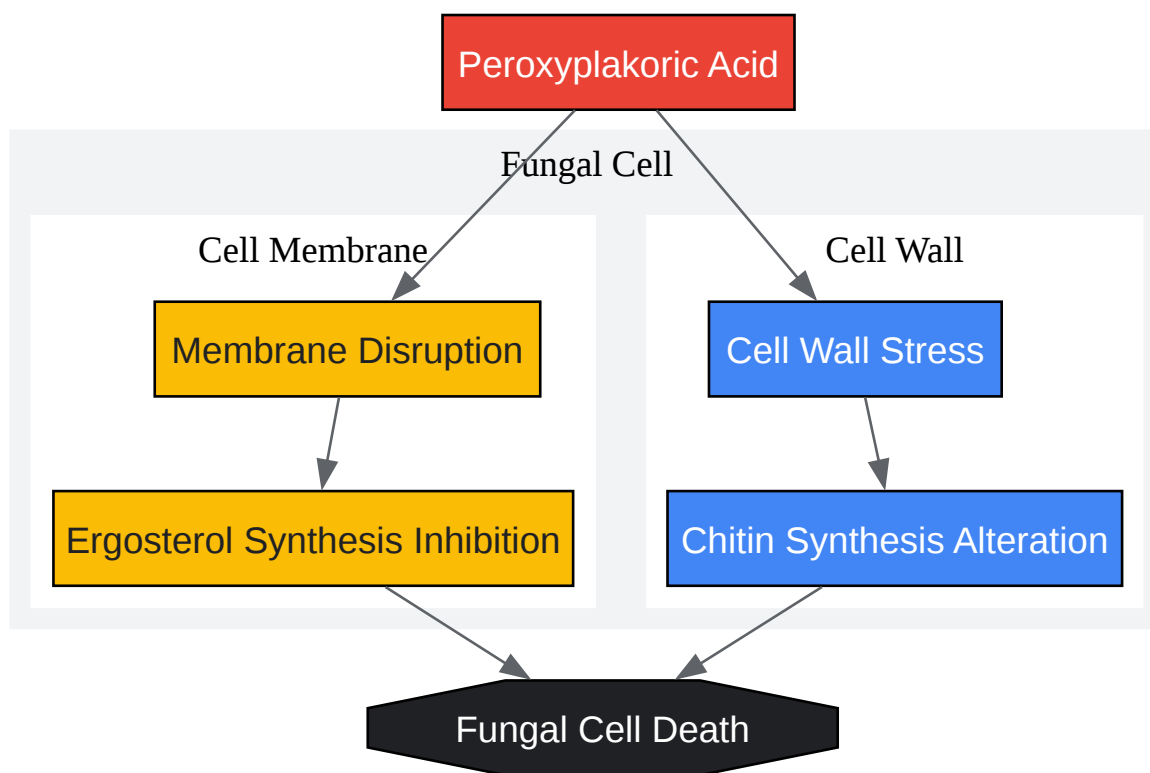 Peroxyplakoric Acid
Fungal Cell
Cell Membrane
Cell Wall
Membrane Disruption
Cell Wall Stress
Ergosterol Synthesis Inhibition
Chitin Synthesis Alteration
Fungal Cell Death